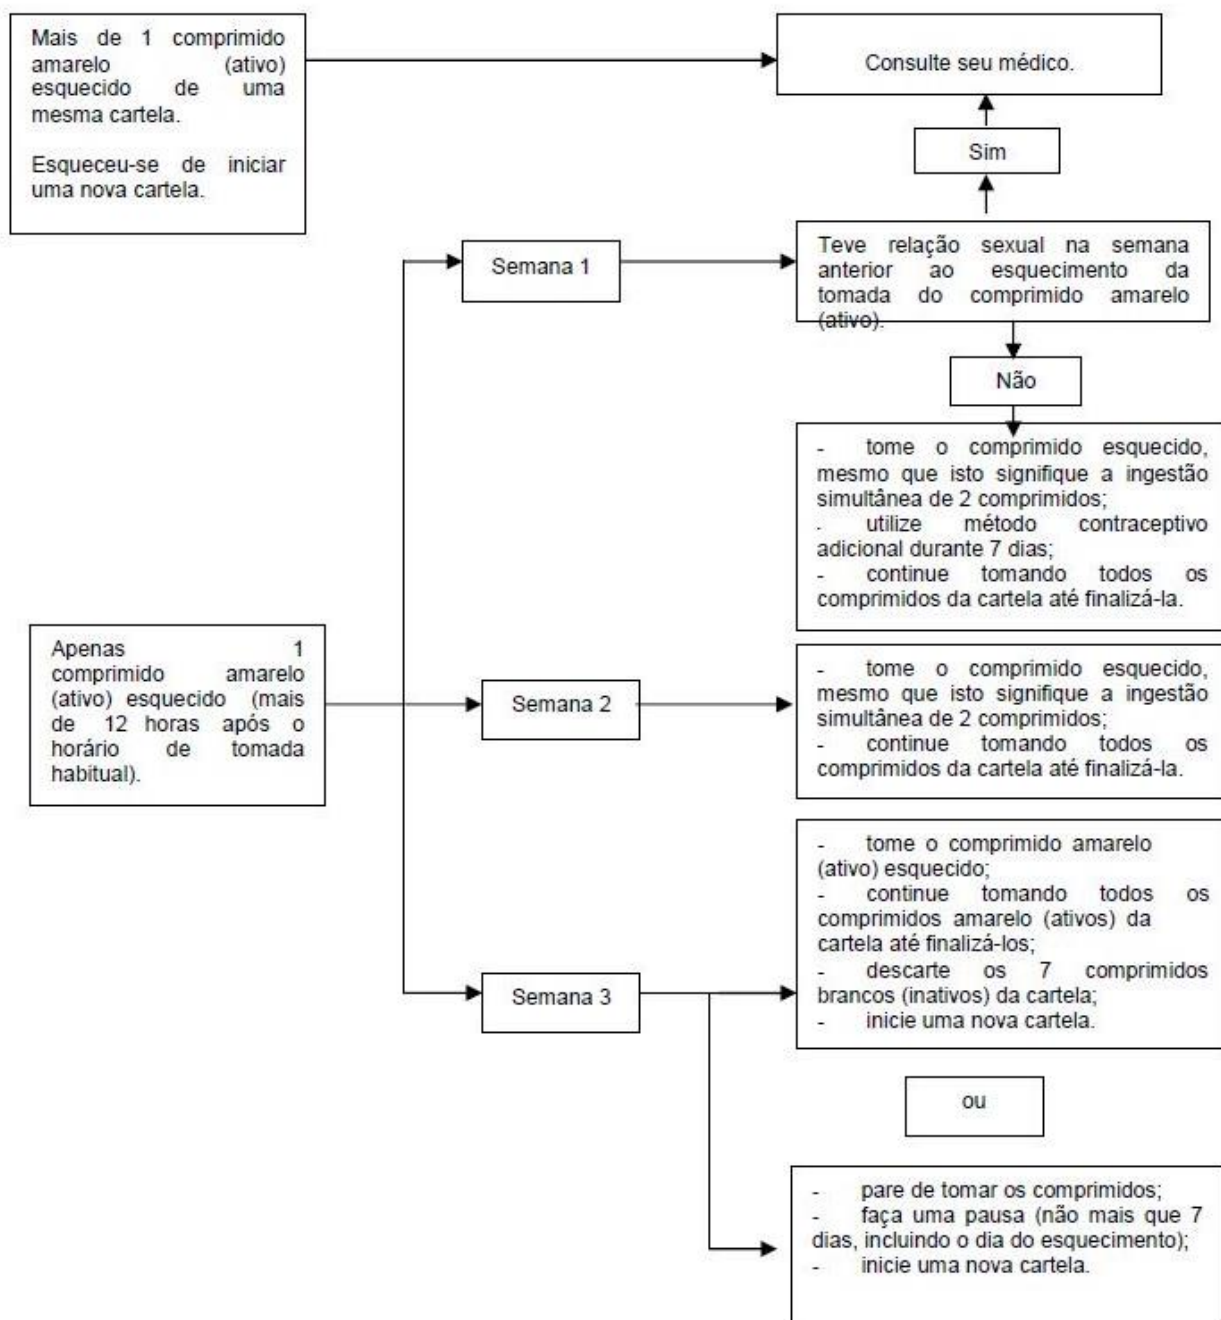 Mais de 1 comprimido
amarelo (ativo)
esquecido de uma
mesma cartela.
Esqueceu-se de iniciar
uma nova cartela.
Consulte seu médico.
Sim
Semana 1
Teve relação sexual na semana
anterior ao esquecimento da
tomada do comprimido amarelo
(ativo).
Não
- tome o comprimido esquecido,
mesmo que isto signifique a ingestão
simultânea de 2 comprimidos;
- utilize método contraceptivo
adicional durante 7 dias;
- continue tomando todos os
comprimidos da cartela até finalizá-la.
Apenas 1
comprimido amarelo
(ativo) esquecido (mais
de 12 horas após o
horário de tomada
habitual).
Semana 2
- tome o comprimido esquecido,
mesmo que isto signifique a ingestão
simultânea de 2 comprimidos;
- continue tomando todos os
comprimidos da cartela até finalizá-la.
Semana 3
- tome o comprimido amarelo
(ativo) esquecido;
- continue tomando todos os
comprimidos amarelo (ativos) da
cartela até finalizá-los;
- descarte os 7 comprimidos
brancos (inativos) da cartela;
- inicie uma nova cartela.
ou
- pare de tomar os comprimidos;
- faça uma pausa (não mais que 7
dias, incluindo o dia do esquecimento);
- inicie uma nova cartela.